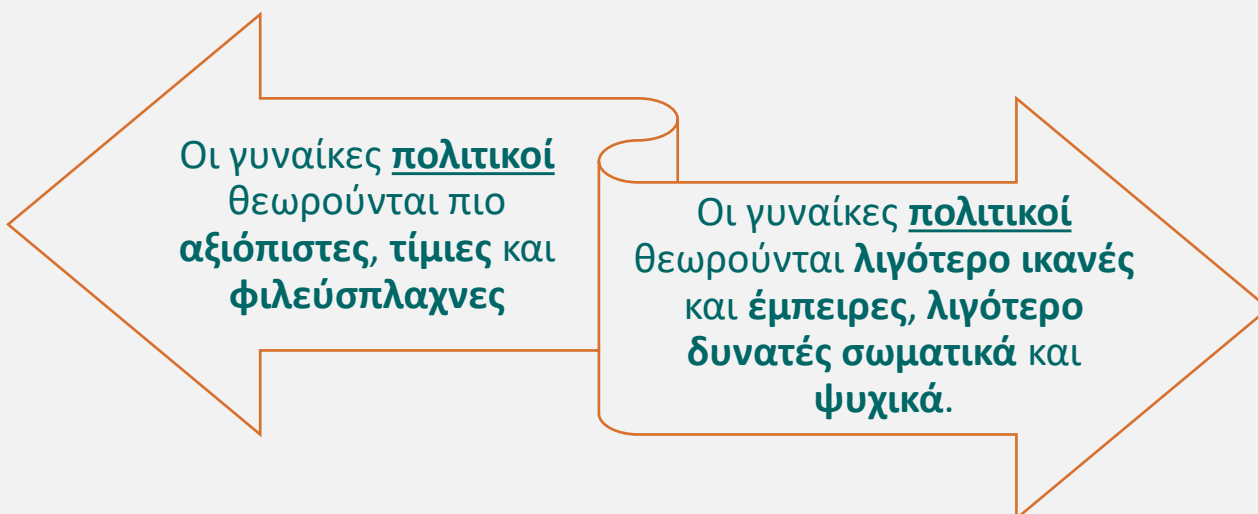 Οι γυναίκες πολιτικοί
θεωρούνται πιο
αξιόπιστες, τίμιες και
φιλεύσπλαχνες
Οι γυναίκες πολιτικοί
θεωρούνται λιγότερο ικανές
και έμπειρες, λιγότερο
δυνατές σωματικά και
ψυχικά.